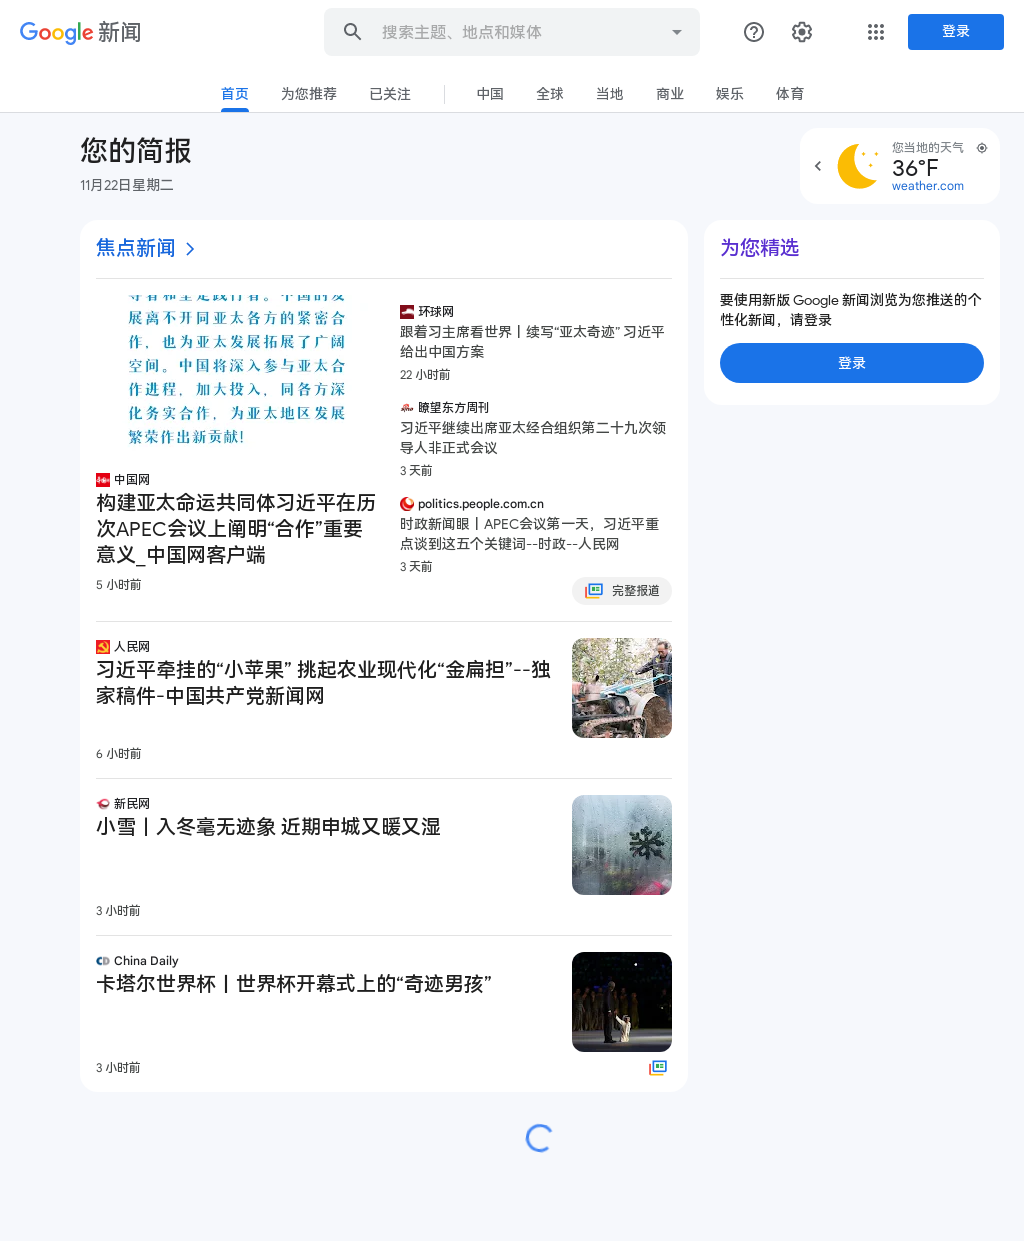 Google 新闻
搜索主题、地点和媒体
登录
首页 为您推荐 已关注 中国 全球 当地 商业 娱乐 体育
您的简报
11月22日星期二
您当地的天气
36°F
weather.com
焦点新闻
展离不开同亚太各方的紧密合
作，也为亚太发展拓展了广阔
空间。中国将深入参与亚太合
作进程，加大投入，同各方深
化务实合作，为亚太地区发展
繁荣作出新贡献！
中国网
构建亚太命运共同体习近平在历
次APEC会议上阐明“合作”重要
意义_中国网客户端
5 小时前
环球网
跟着习主席看世界丨续写“亚太奇迹” 习近平
给出中国方案
22 小时前
瞭望东方周刊
习近平继续出席亚太经合组织第二十九次领
导人非正式会议
3 天前
politics.people.com.cn
时政新闻眼丨APEC会议第一天，习近平重
点谈到这五个关键词--时政--人民网
3 天前
完整报道
人民网
习近平牵挂的“小苹果” 挑起农业现代化“金扁担”--独
家稿件-中国共产党新闻网
6 小时前
新民网
小雪丨入冬毫无迹象 近期申城又暖又湿
3 小时前
China Daily
卡塔尔世界杯丨世界杯开幕式上的“奇迹男孩”
3 小时前
为您精选
要使用新版 Google 新闻浏览为您推送的个
性化新闻，请登录
登录